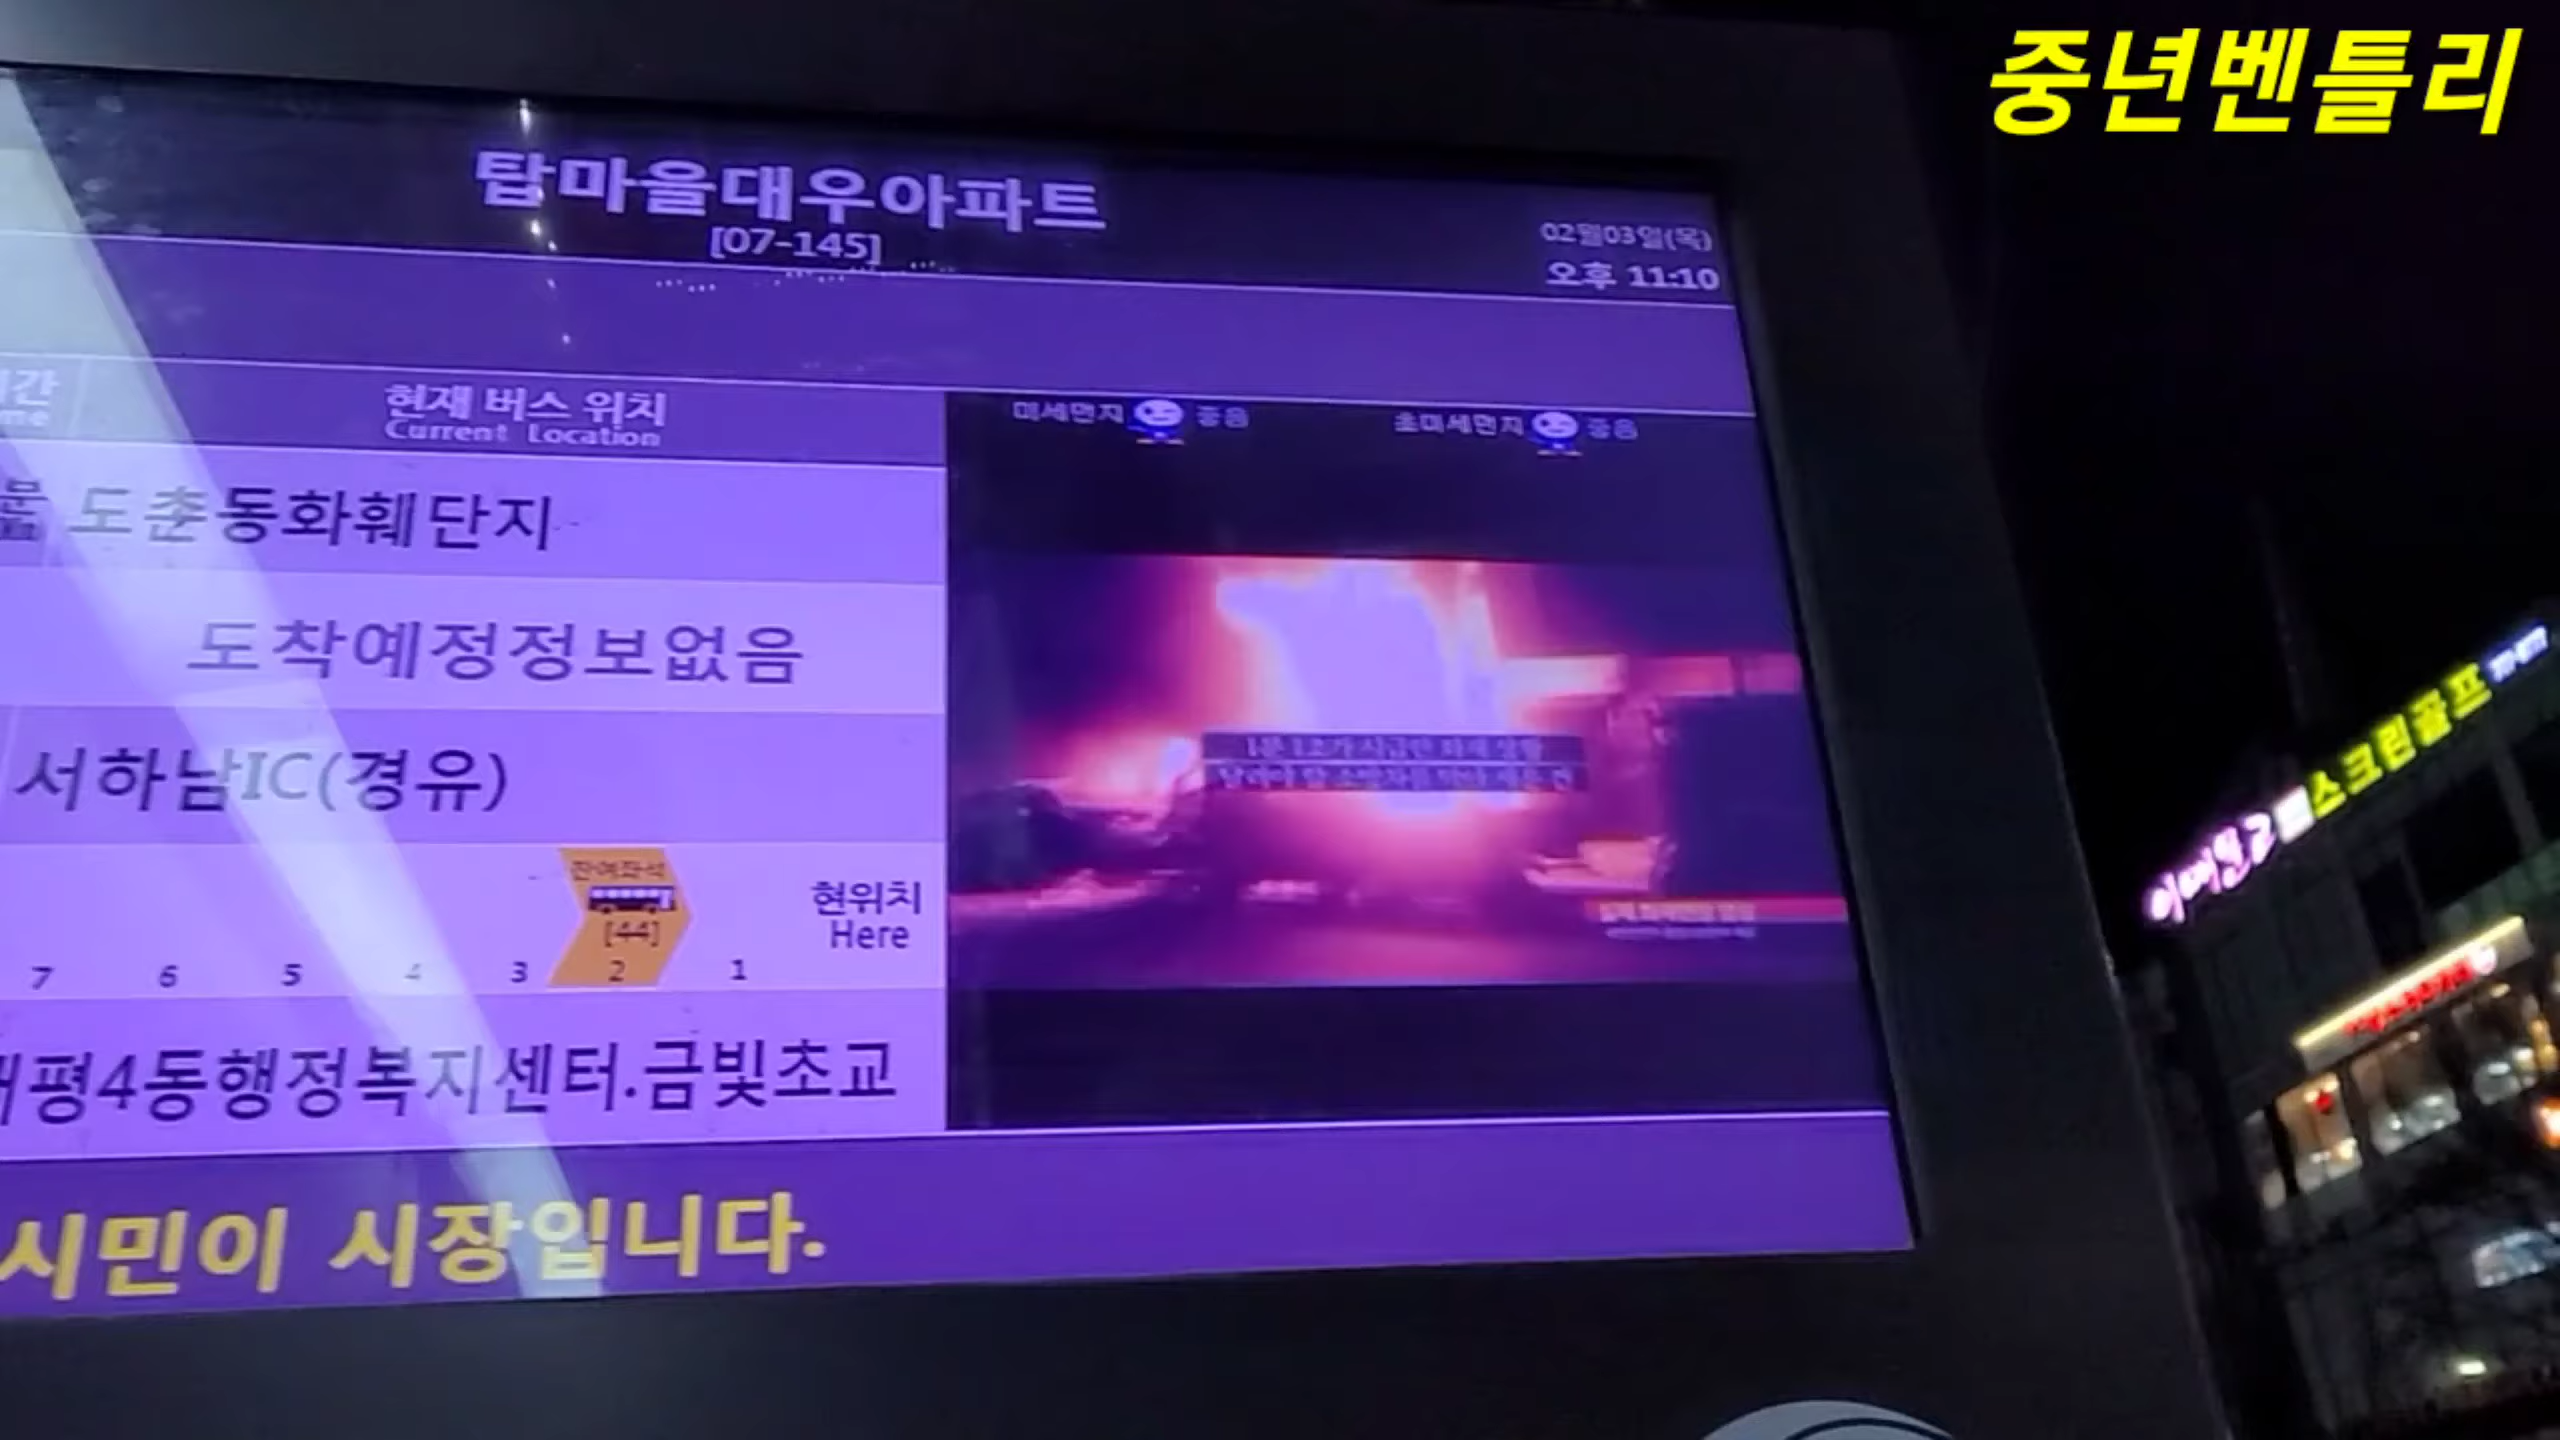 중년벤틀리
탑마을대우아파트
[07-145]
02월03일(목)
오후 11:10
현재 버스 위치
Current Location
미세먼지 좋음
초미세먼지 좋음
도촌동화훼단지
도착예정정보없음
서하남IC(경유)
잔여좌석
[44]
7 6 5 4 3 2 1
현위치
Here
평4동행정복지센터.금빛초교
시민이 시장입니다.
스크린골프